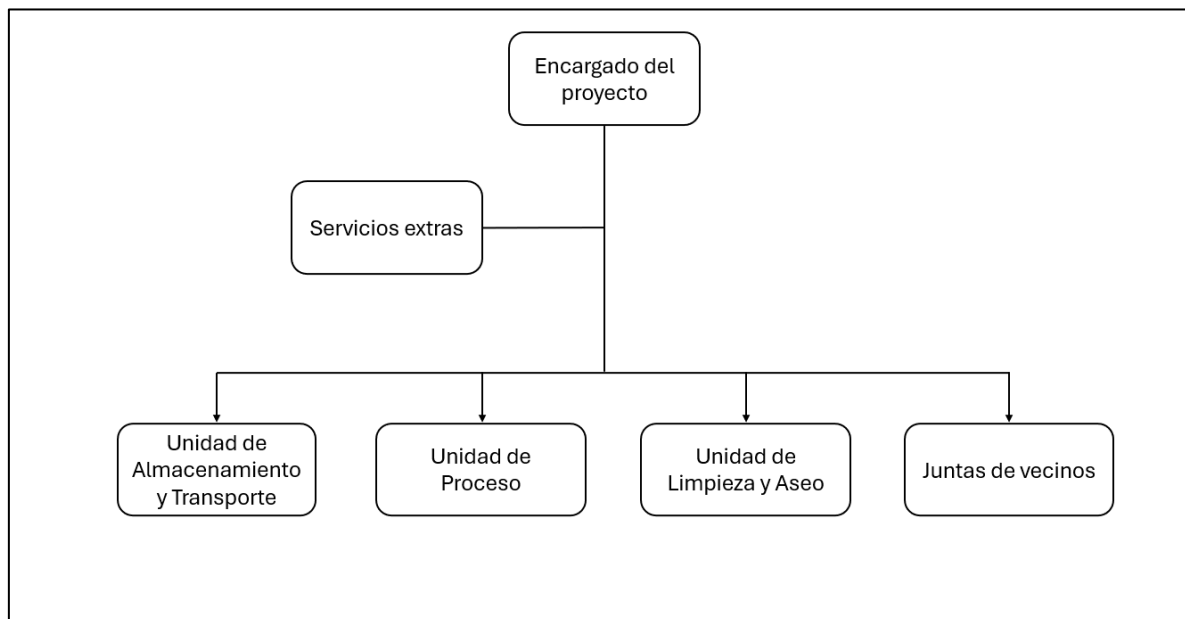 Encargado del
proyecto
Servicios extras
Unidad de
Almacenamiento
y Transporte
Unidad de
Proceso
Unidad de
Limpieza y Aseo
Juntas de vecinos